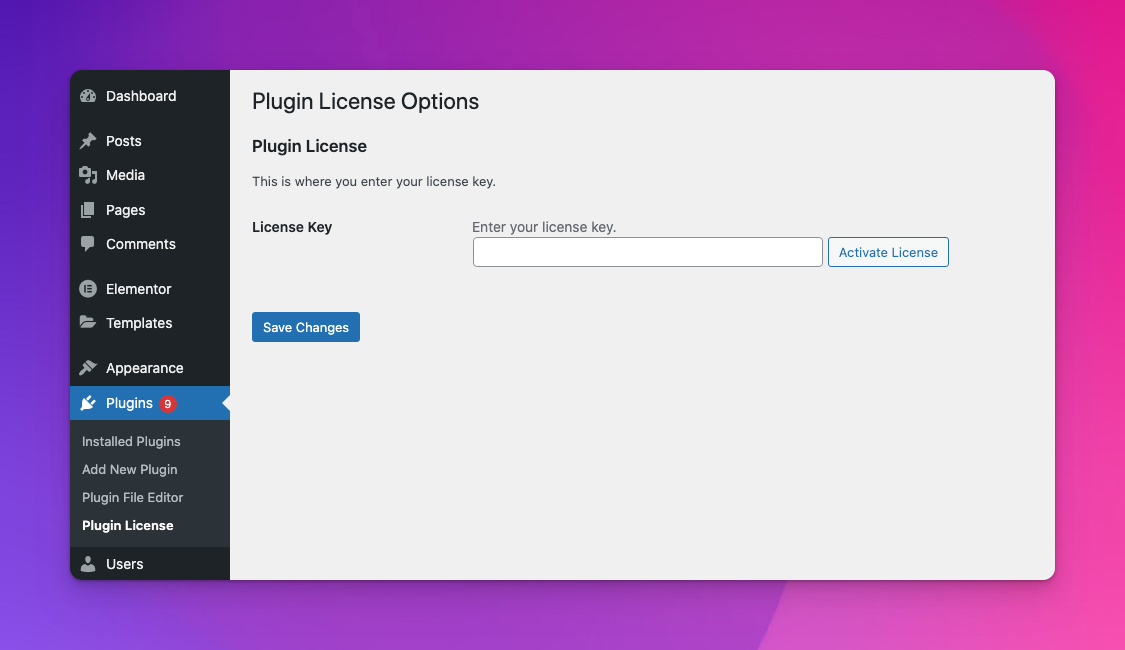 Dashboard
Posts
Media
Pages
Comments
Elementor
Templates
Appearance
Plugins 9
Installed Plugins
Add New Plugin
Plugin File Editor
Plugin License
Users
Plugin License Options
Plugin License
This is where you enter your license key.
License Key
Enter your license key.
Activate License
Save Changes